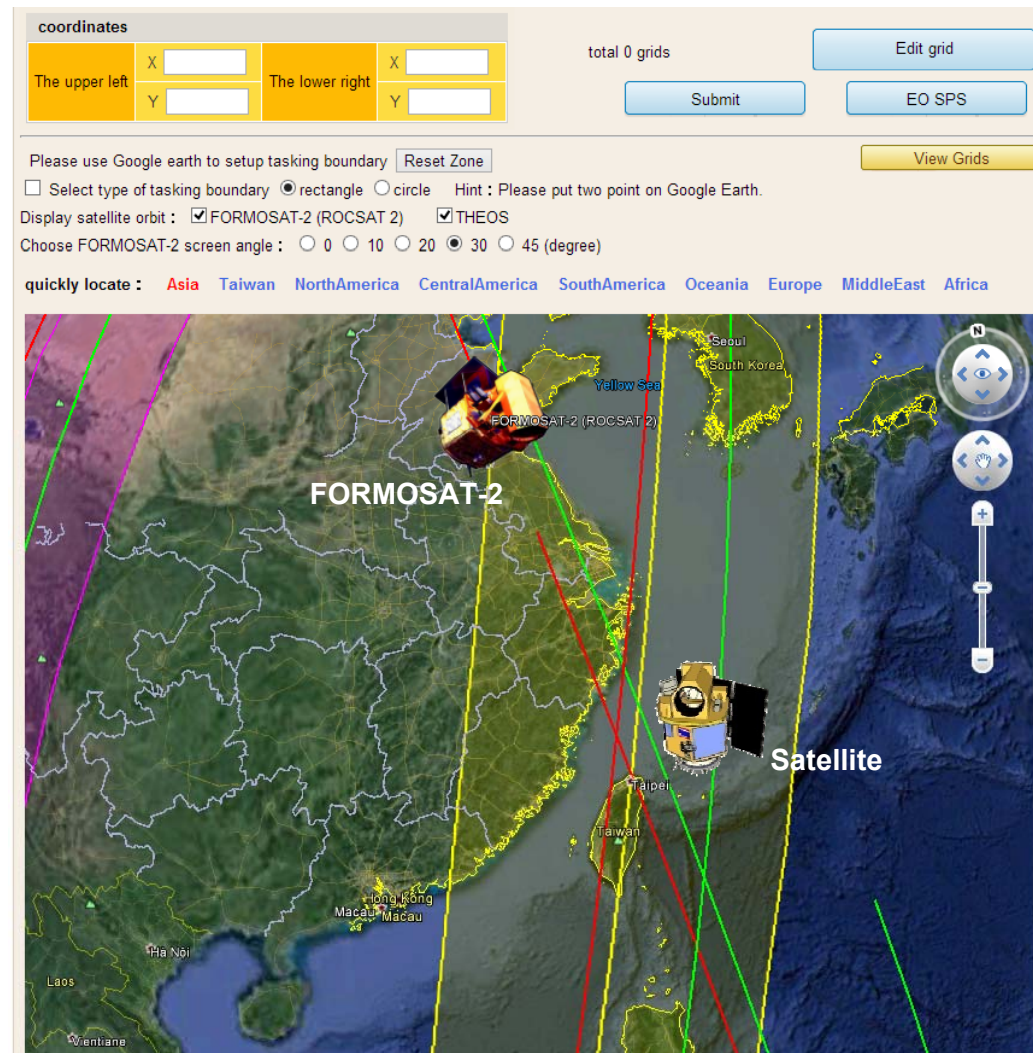 coordinates
The upper left X Y The lower right X Y
total 0 grids
Edit grid
Submit
EO SPS
Please use Google earth to setup tasking boundary Reset Zone
View Grids
Select type of tasking boundary rectangle circle Hint : Please put two point on Google Earth.
Display satellite orbit : FORMOSAT-2 (ROCSAT 2) THEOS
Choose FORMOSAT-2 screen angle : 0 10 20 30 45 (degree)
quickly locate : Asia Taiwan NorthAmerica CentralAmerica SouthAmerica Oceania Europe MiddleEast Africa
N
Seoul
South Korea
Yellow Sea
FORMOSAT-2 (ROCSAT 2)
FORMOSAT-2
Satellite
Taipei
Taiwan
Hong Kong
Macau Macau
Hà Nội
Laos
Vientiane